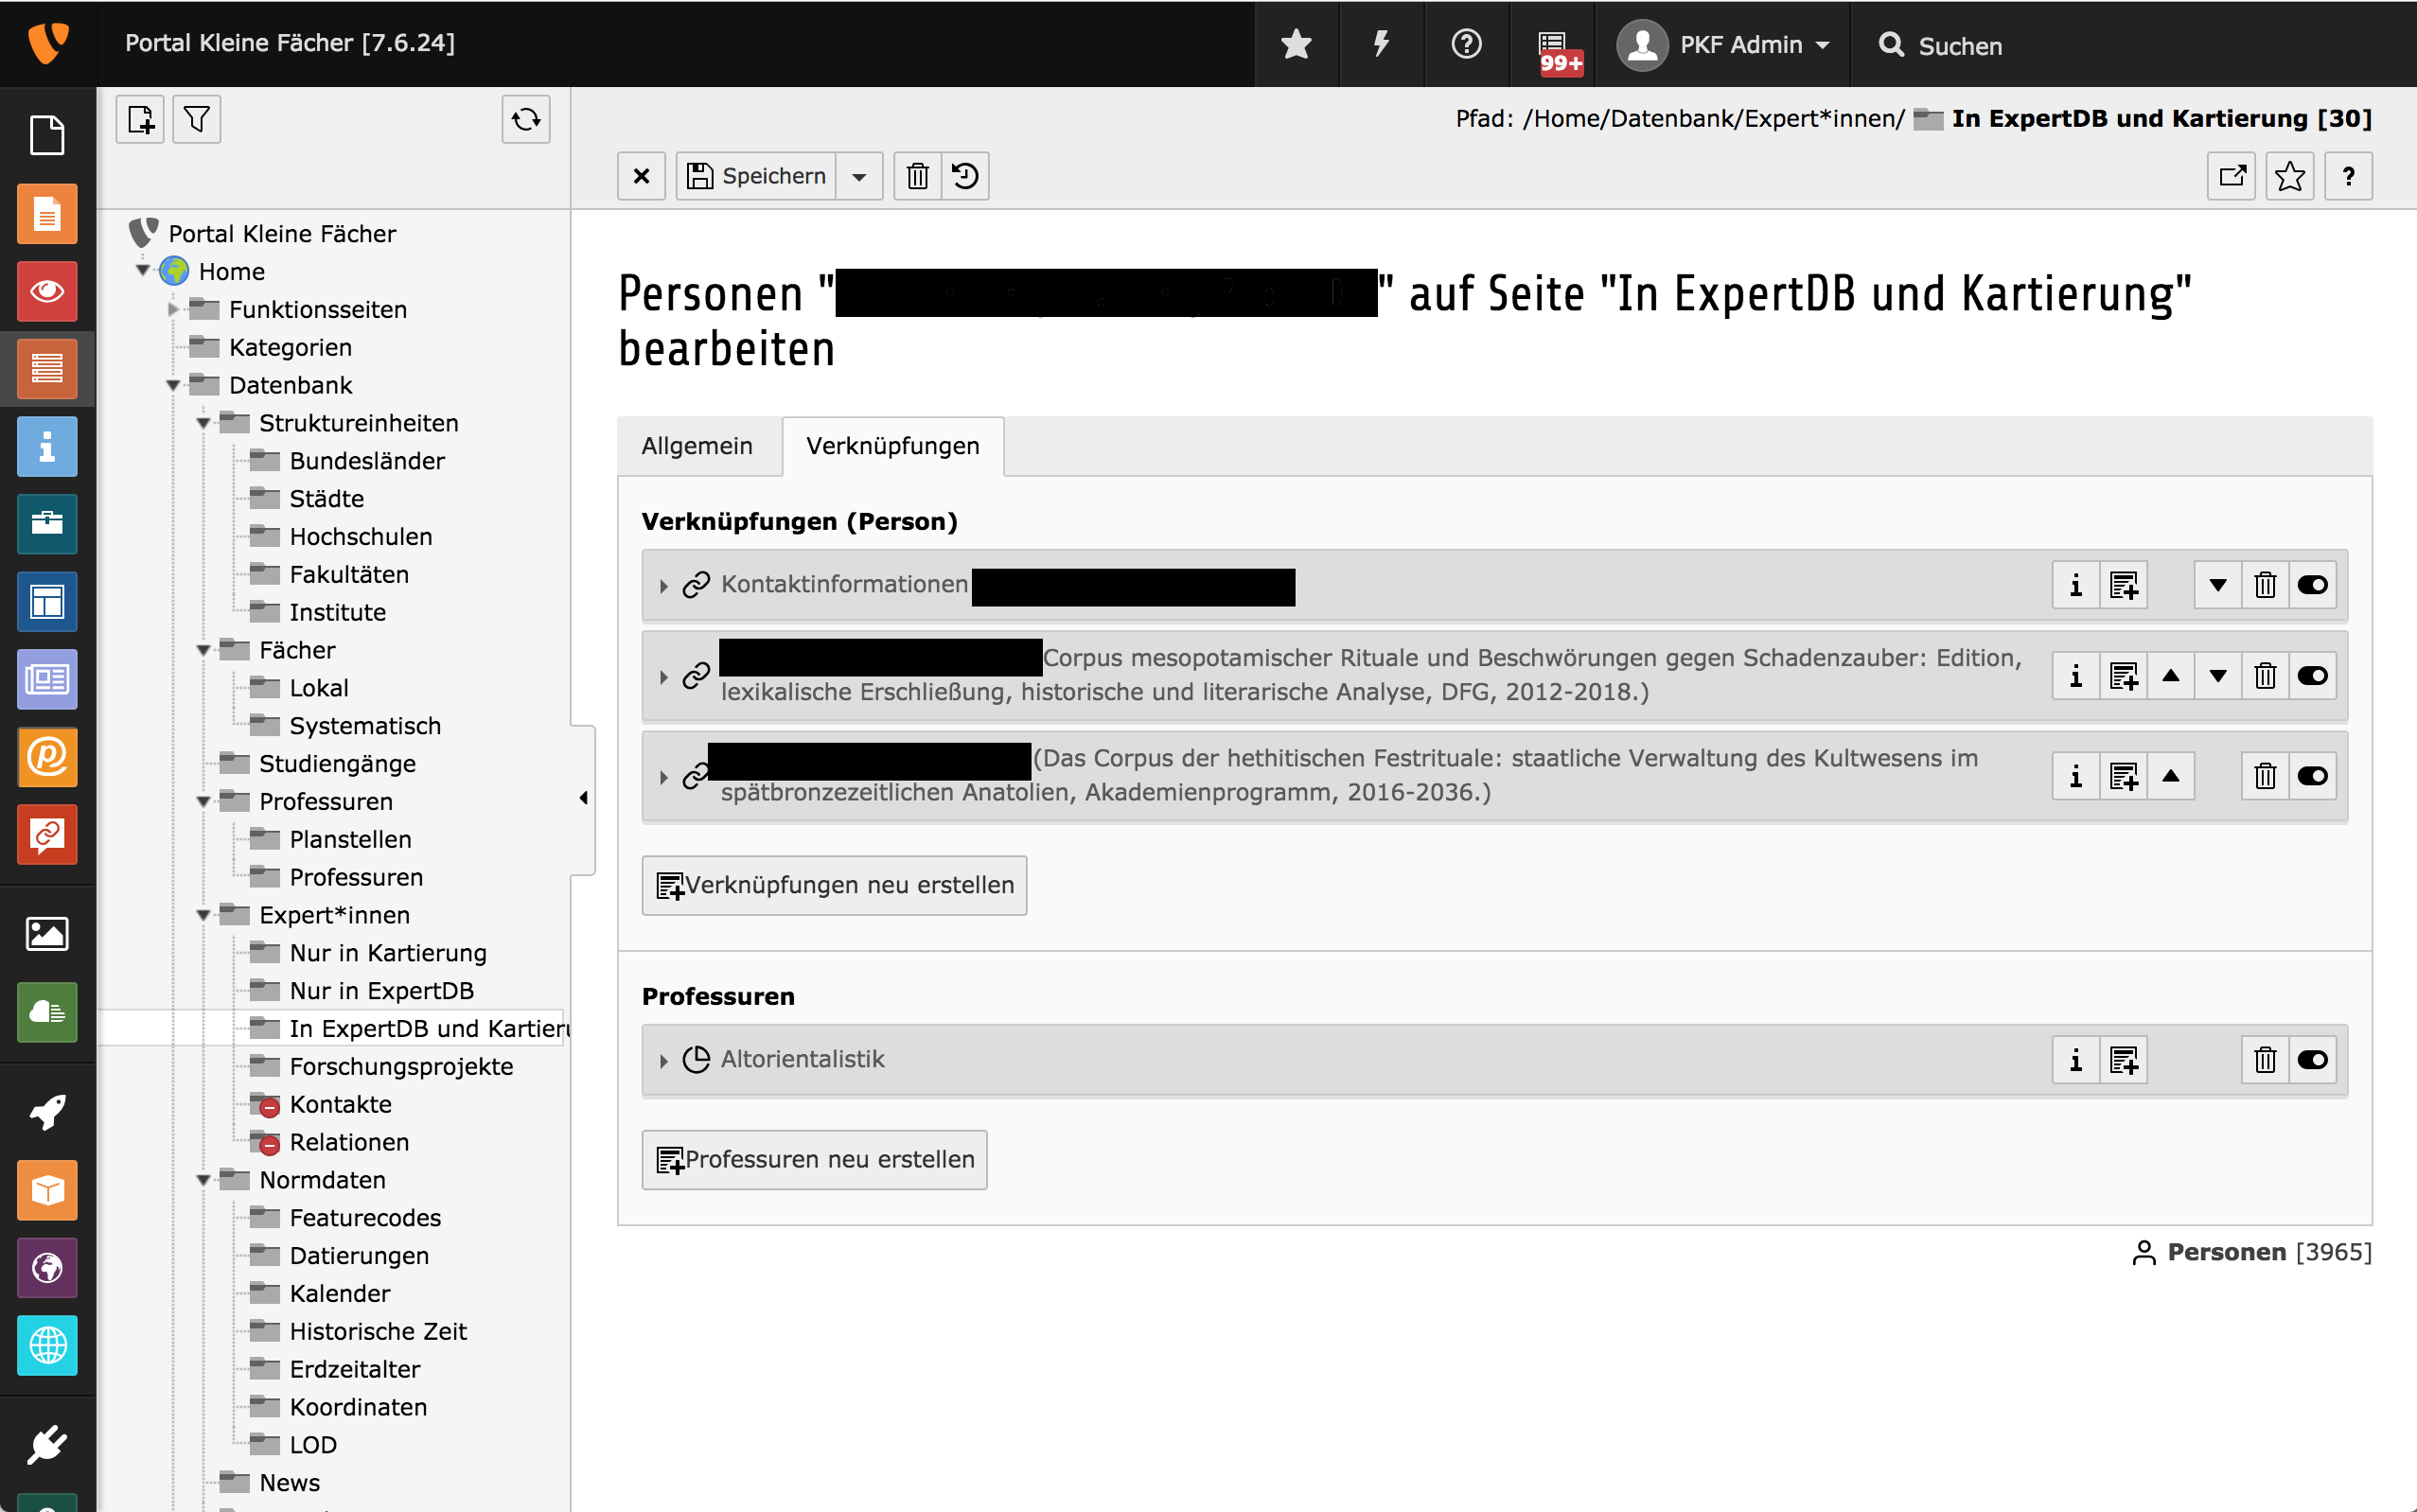 Portal Kleine Fächer [7.6.24]
99+
PKF Admin
Suchen
Pfad: /Home/Datenbank/Expert*innen/ In ExpertDB und Kartierung [30]
Speichern
?
Portal Kleine Fächer
Home
Funktionsseiten
Kategorien
Datenbank
Struktureinheiten
Bundesländer
Städte
Hochschulen
Fakultäten
Institute
Fächer
Lokal
Systematisch
Studiengänge
Professuren
Planstellen
Professuren
Expert*innen
Nur in Kartierung
Nur in ExpertDB
In ExpertDB und Kartieru
Forschungsprojekte
Kontakte
Relationen
Normdaten
Featurecodes
Datierungen
Kalender
Historische Zeit
Erdzeitalter
Koordinaten
LOD
News
Personen "" auf Seite "In ExpertDB und Kartierung"
bearbeiten
Allgemein
Verknüpfungen
Verknüpfungen (Person)
Kontaktinformationen
Corpus mesopotamischer Rituale und Beschwörungen gegen Schadenzauber: Edition,
lexikalische Erschließung, historische und literarische Analyse, DFG, 2012-2018.)
(Das Corpus der hethitischen Festrituale: staatliche Verwaltung des Kultwesens im
spätbronzezeitlichen Anatolien, Akademienprogramm, 2016-2036.)
Verknüpfungen neu erstellen
Professuren
Altorientalistik
Professuren neu erstellen
Personen [3965]